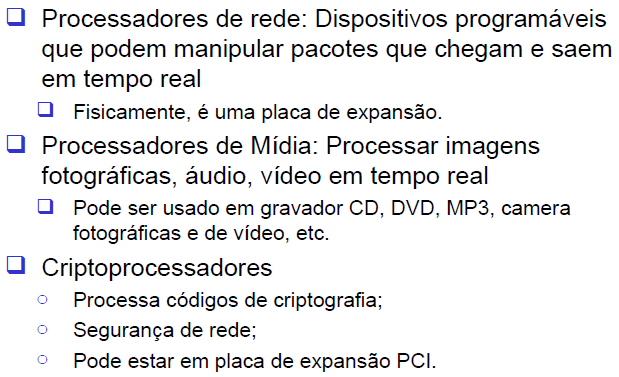 Processadores de rede: Dispositivos programáveis
que podem manipular pacotes que chegam e saem
em tempo real
Fisicamente, é uma placa de expansão.
Processadores de Mídia: Processar imagens
fotográficas, áudio, vídeo em tempo real
Pode ser usado em gravador CD, DVD, MP3, camera
fotográficas e de vídeo, etc.
Criptoprocessadores
Processa códigos de criptografia;
Segurança de rede;
Pode estar em placa de expansão PCI.